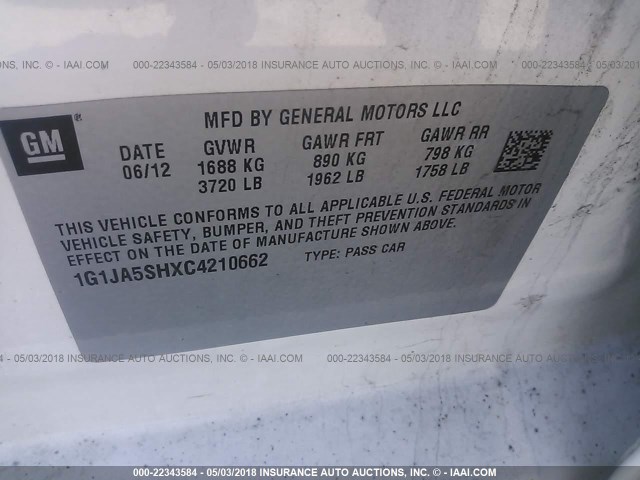 INC. - © IAAI.COM 000-22343584 - 05/03/2018 INSURANCE AUTO AUCTIONS, INC. - © IAAI.COM 000-22343584 - 05/03/2018
GM ®
MFD BY GENERAL MOTORS LLC
DATE GVWR GAWR FRT GAWR RR
06/12 1688 KG 890 KG 798 KG
3720 LB 1962 LB 1758 LB
THIS VEHICLE CONFORMS TO ALL APPLICABLE U.S. FEDERAL MOTOR
VEHICLE SAFETY, BUMPER, AND THEFT PREVENTION STANDARDS IN
EFFECT ON THE DATE OF MANUFACTURE SHOWN ABOVE.
1G1JA5SHXC4210662 TYPE: PASS CAR
05/03/2018 INSURANCE AUTO AUCTIONS, INC. - © IAAI.COM 000-22343584 - 05/03/2018 INSURANCE AUTO AUCTIONS, INC. - ©
000-22343584 - 05/03/2018 INSURANCE AUTO AUCTIONS, INC. - © IAAI.COM